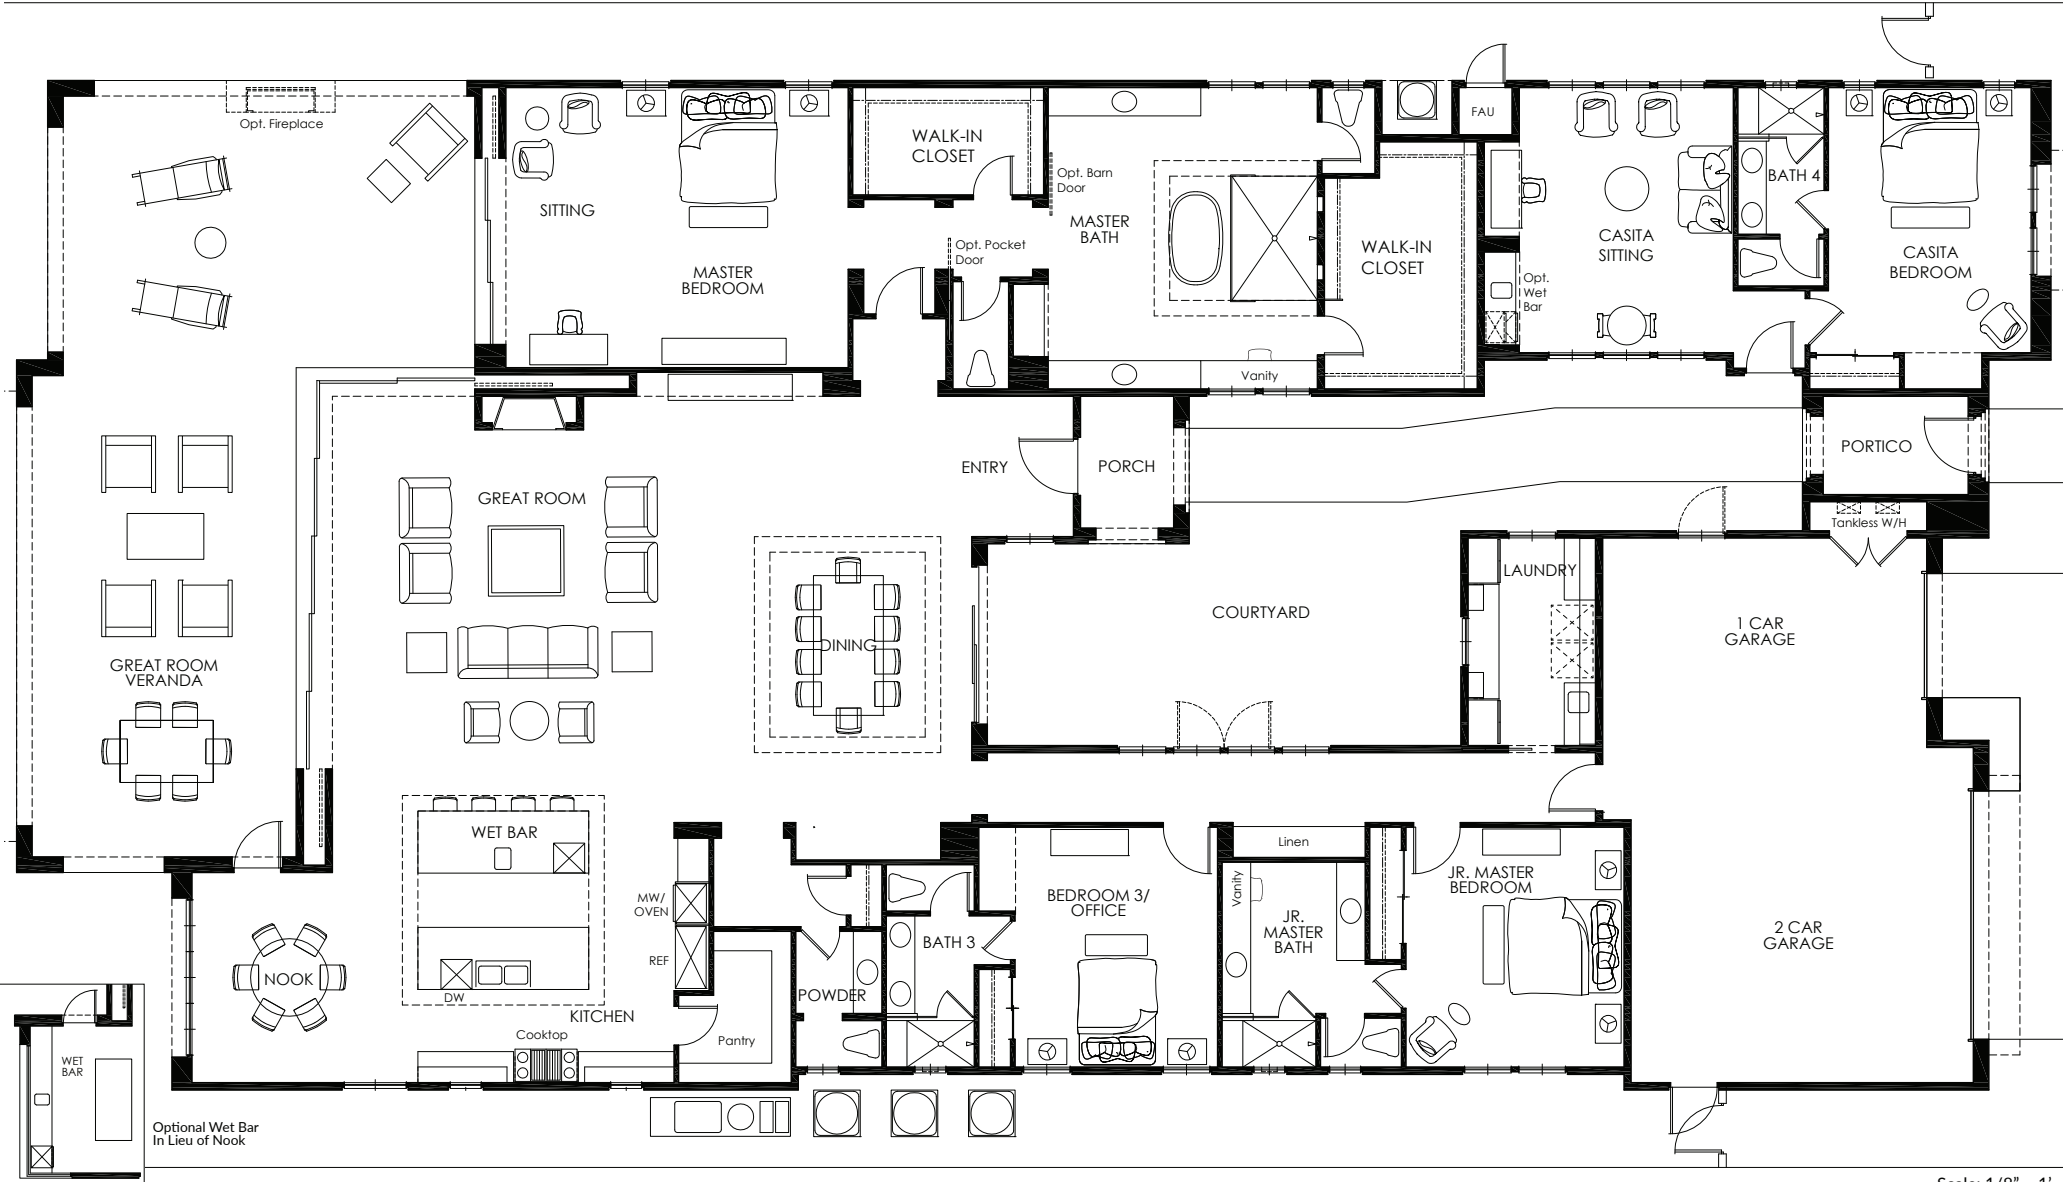 Opt. Fireplace
FAU
WALK-IN
CLOSET
Opt. Barn
Door
BATH 4
SITTING
MASTER
BATH
CASITA
SITTING
Opt. Pocket
Door
WALK-IN
CLOSET
CASITA
BEDROOM
MASTER
BEDROOM
Opt.
Wet
Bar
Vanity
ENTRY
PORCH
PORTICO
GREAT ROOM
Tankless W/H
LAUNDRY
COURTYARD
1 CAR
GARAGE
DINING
GREAT ROOM
VERANDA
WET BAR
Linen
MW/
OVEN
BEDROOM 3/
OFFICE
Vanity
JR. MASTER
BEDROOM
JR.
MASTER
BATH
2 CAR
GARAGE
BATH 3
REF
NOOK
DW
POWDER
KITCHEN
Cooktop
Pantry
WET
BAR
Optional Wet Bar
In Lieu of Nook
Scale: 1/8" = 1'